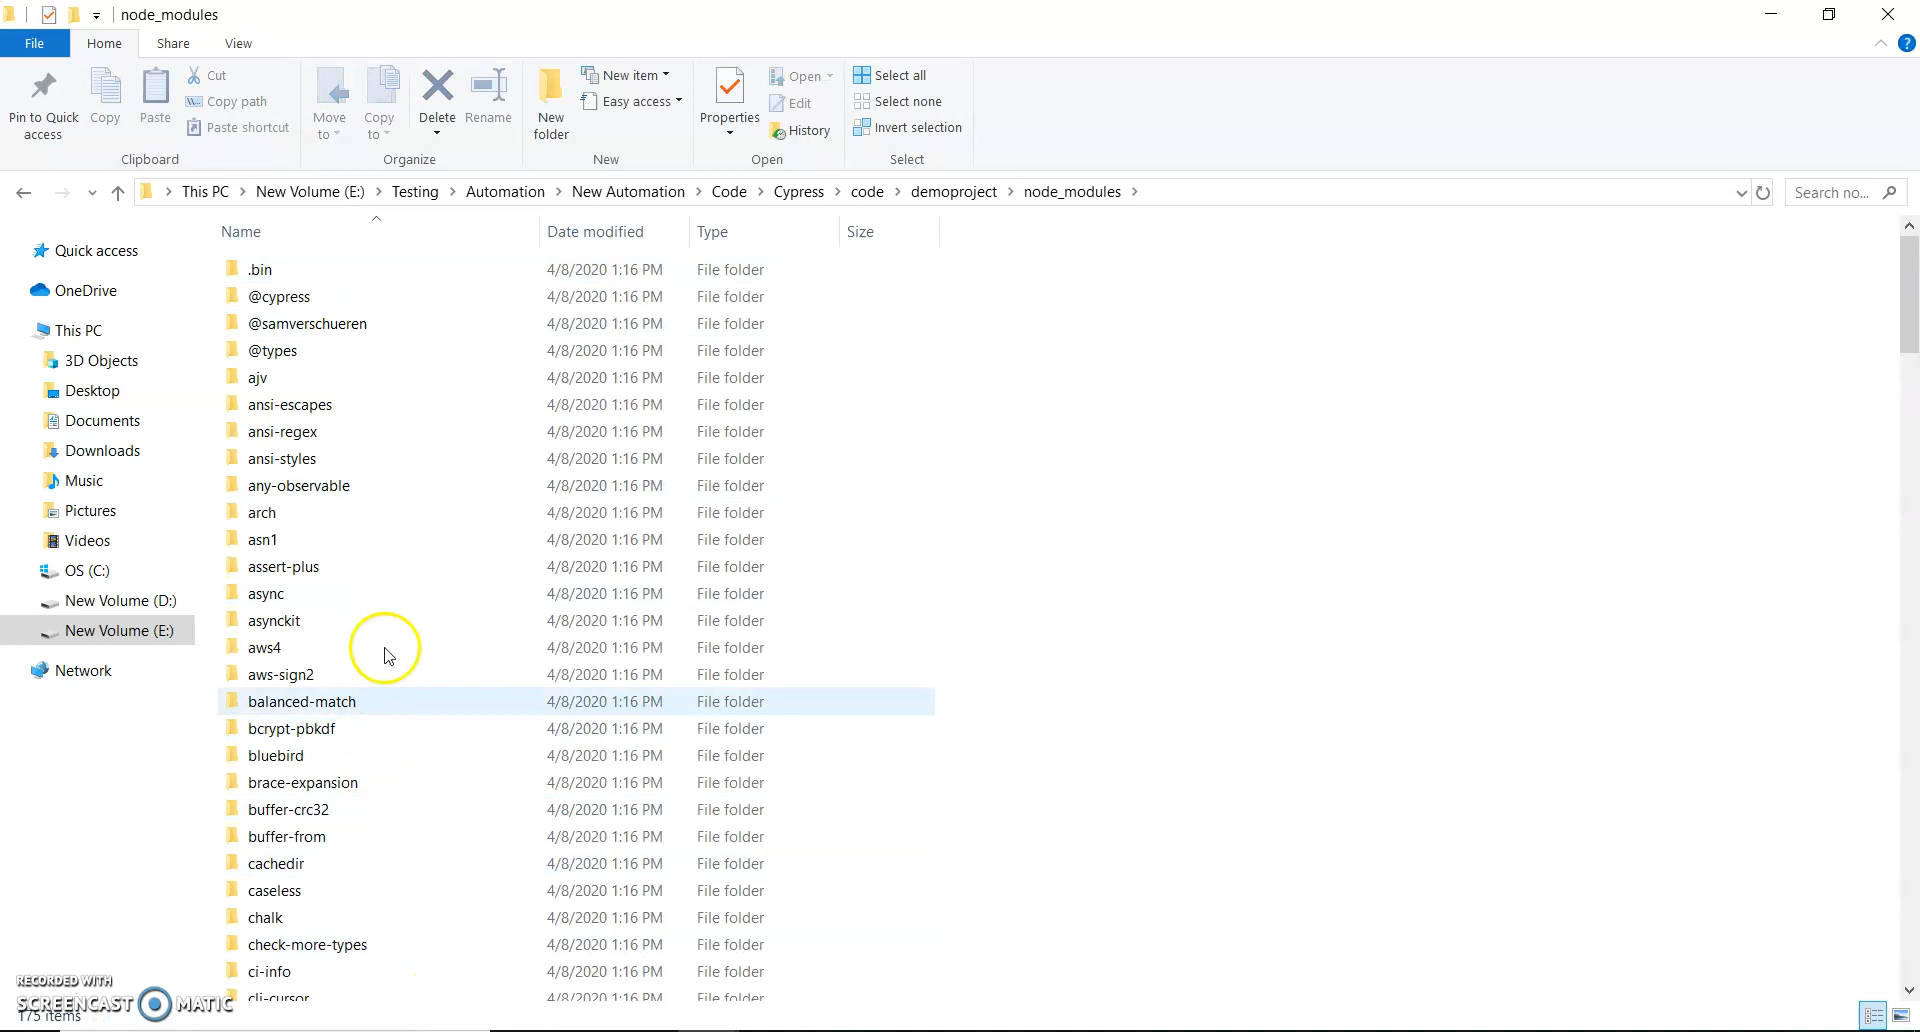 node_modules
File Home Share View
Pin to Quick access
Copy
Paste
Cut
Copy path
Paste shortcut
Clipboard
Move to
Copy to
Delete
Rename
Organize
New folder
New item
Easy access
New
Properties
Open
Edit
History
Open
Select all
Select none
Invert selection
Select
This PC > New Volume (E:) > Testing > Automation > New Automation > Code > Cypress > code > demoproject > node_modules >
Search no...
Quick access
OneDrive
This PC
3D Objects
Desktop
Documents
Downloads
Music
Pictures
Videos
OS (C:)
New Volume (D:)
New Volume (E:)
Network
Name Date modified Type Size
.bin 4/8/2020 1:16 PM File folder
@cypress 4/8/2020 1:16 PM File folder
@samverschueren 4/8/2020 1:16 PM File folder
@types 4/8/2020 1:16 PM File folder
ajv 4/8/2020 1:16 PM File folder
ansi-escapes 4/8/2020 1:16 PM File folder
ansi-regex 4/8/2020 1:16 PM File folder
ansi-styles 4/8/2020 1:16 PM File folder
any-observable 4/8/2020 1:16 PM File folder
arch 4/8/2020 1:16 PM File folder
asn1 4/8/2020 1:16 PM File folder
assert-plus 4/8/2020 1:16 PM File folder
async 4/8/2020 1:16 PM File folder
asynckit 4/8/2020 1:16 PM File folder
aws4 4/8/2020 1:16 PM File folder
aws-sign2 4/8/2020 1:16 PM File folder
balanced-match 4/8/2020 1:16 PM File folder
bcrypt-pbkdf 4/8/2020 1:16 PM File folder
bluebird 4/8/2020 1:16 PM File folder
brace-expansion 4/8/2020 1:16 PM File folder
buffer-crc32 4/8/2020 1:16 PM File folder
buffer-from 4/8/2020 1:16 PM File folder
cachedir 4/8/2020 1:16 PM File folder
caseless 4/8/2020 1:16 PM File folder
chalk 4/8/2020 1:16 PM File folder
check-more-types 4/8/2020 1:16 PM File folder
ci-info 4/8/2020 1:16 PM File folder
cli-cursor 4/8/2020 1:16 PM File folder
RECORDED WITH
SCREENCAST MATIC
175 items